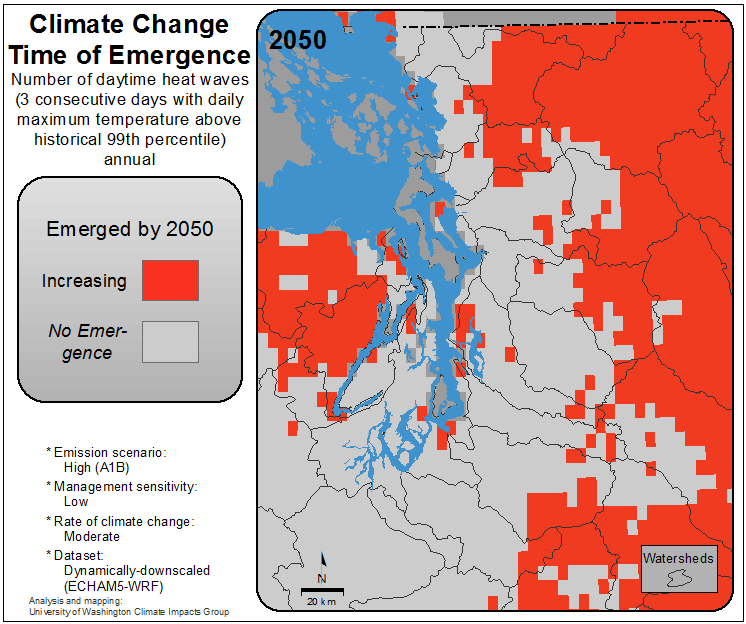 Climate Change
Time of Emergence
Number of daytime heat waves
(3 consecutive days with daily
maximum temperature above
historical 99th percentile)
annual
Emerged by 2050
Increasing
No Emer-
gence
* Emission scenario:
High (A1B)
* Management sensitivity:
Low
* Rate of climate change:
Moderate
* Dataset:
Dynamically-downscaled
(ECHAM5-WRF)
Analysis and mapping:
University of Washington Climate Impacts Group
2050
N
20 km
Watersheds